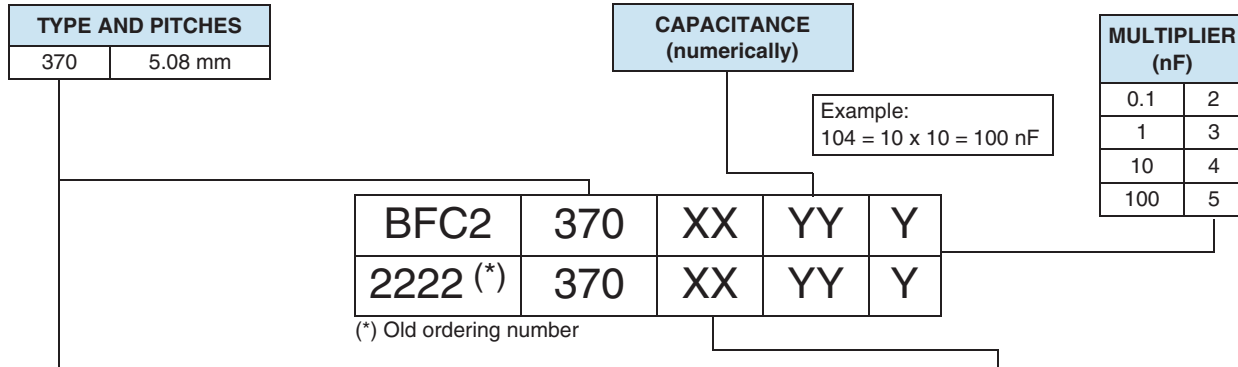 TYPE AND PITCHES
370 5.08 mm
CAPACITANCE
(numerically)
MULTIPLIER
(nF)
0.1 2
1 3
10 4
100 5
Example:
104 = 10 x 10 = 100 nF
BFC2 370 XX YY Y
2222 (*) 370 XX YY Y
(*) Old ordering number